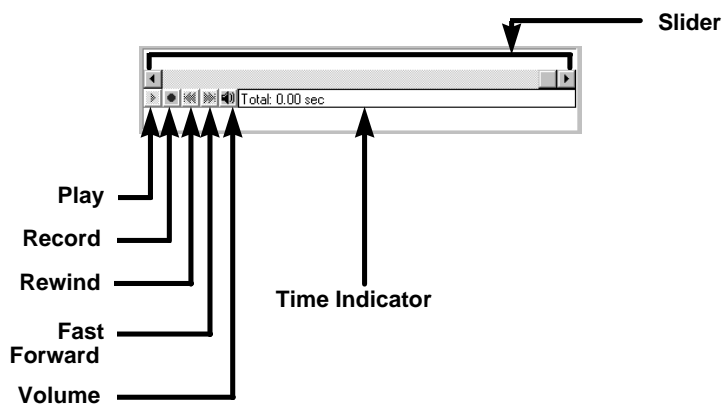 Slider
Total: 0.00 sec
Play
Record
Rewind
Time Indicator
Fast
Forward
Volume